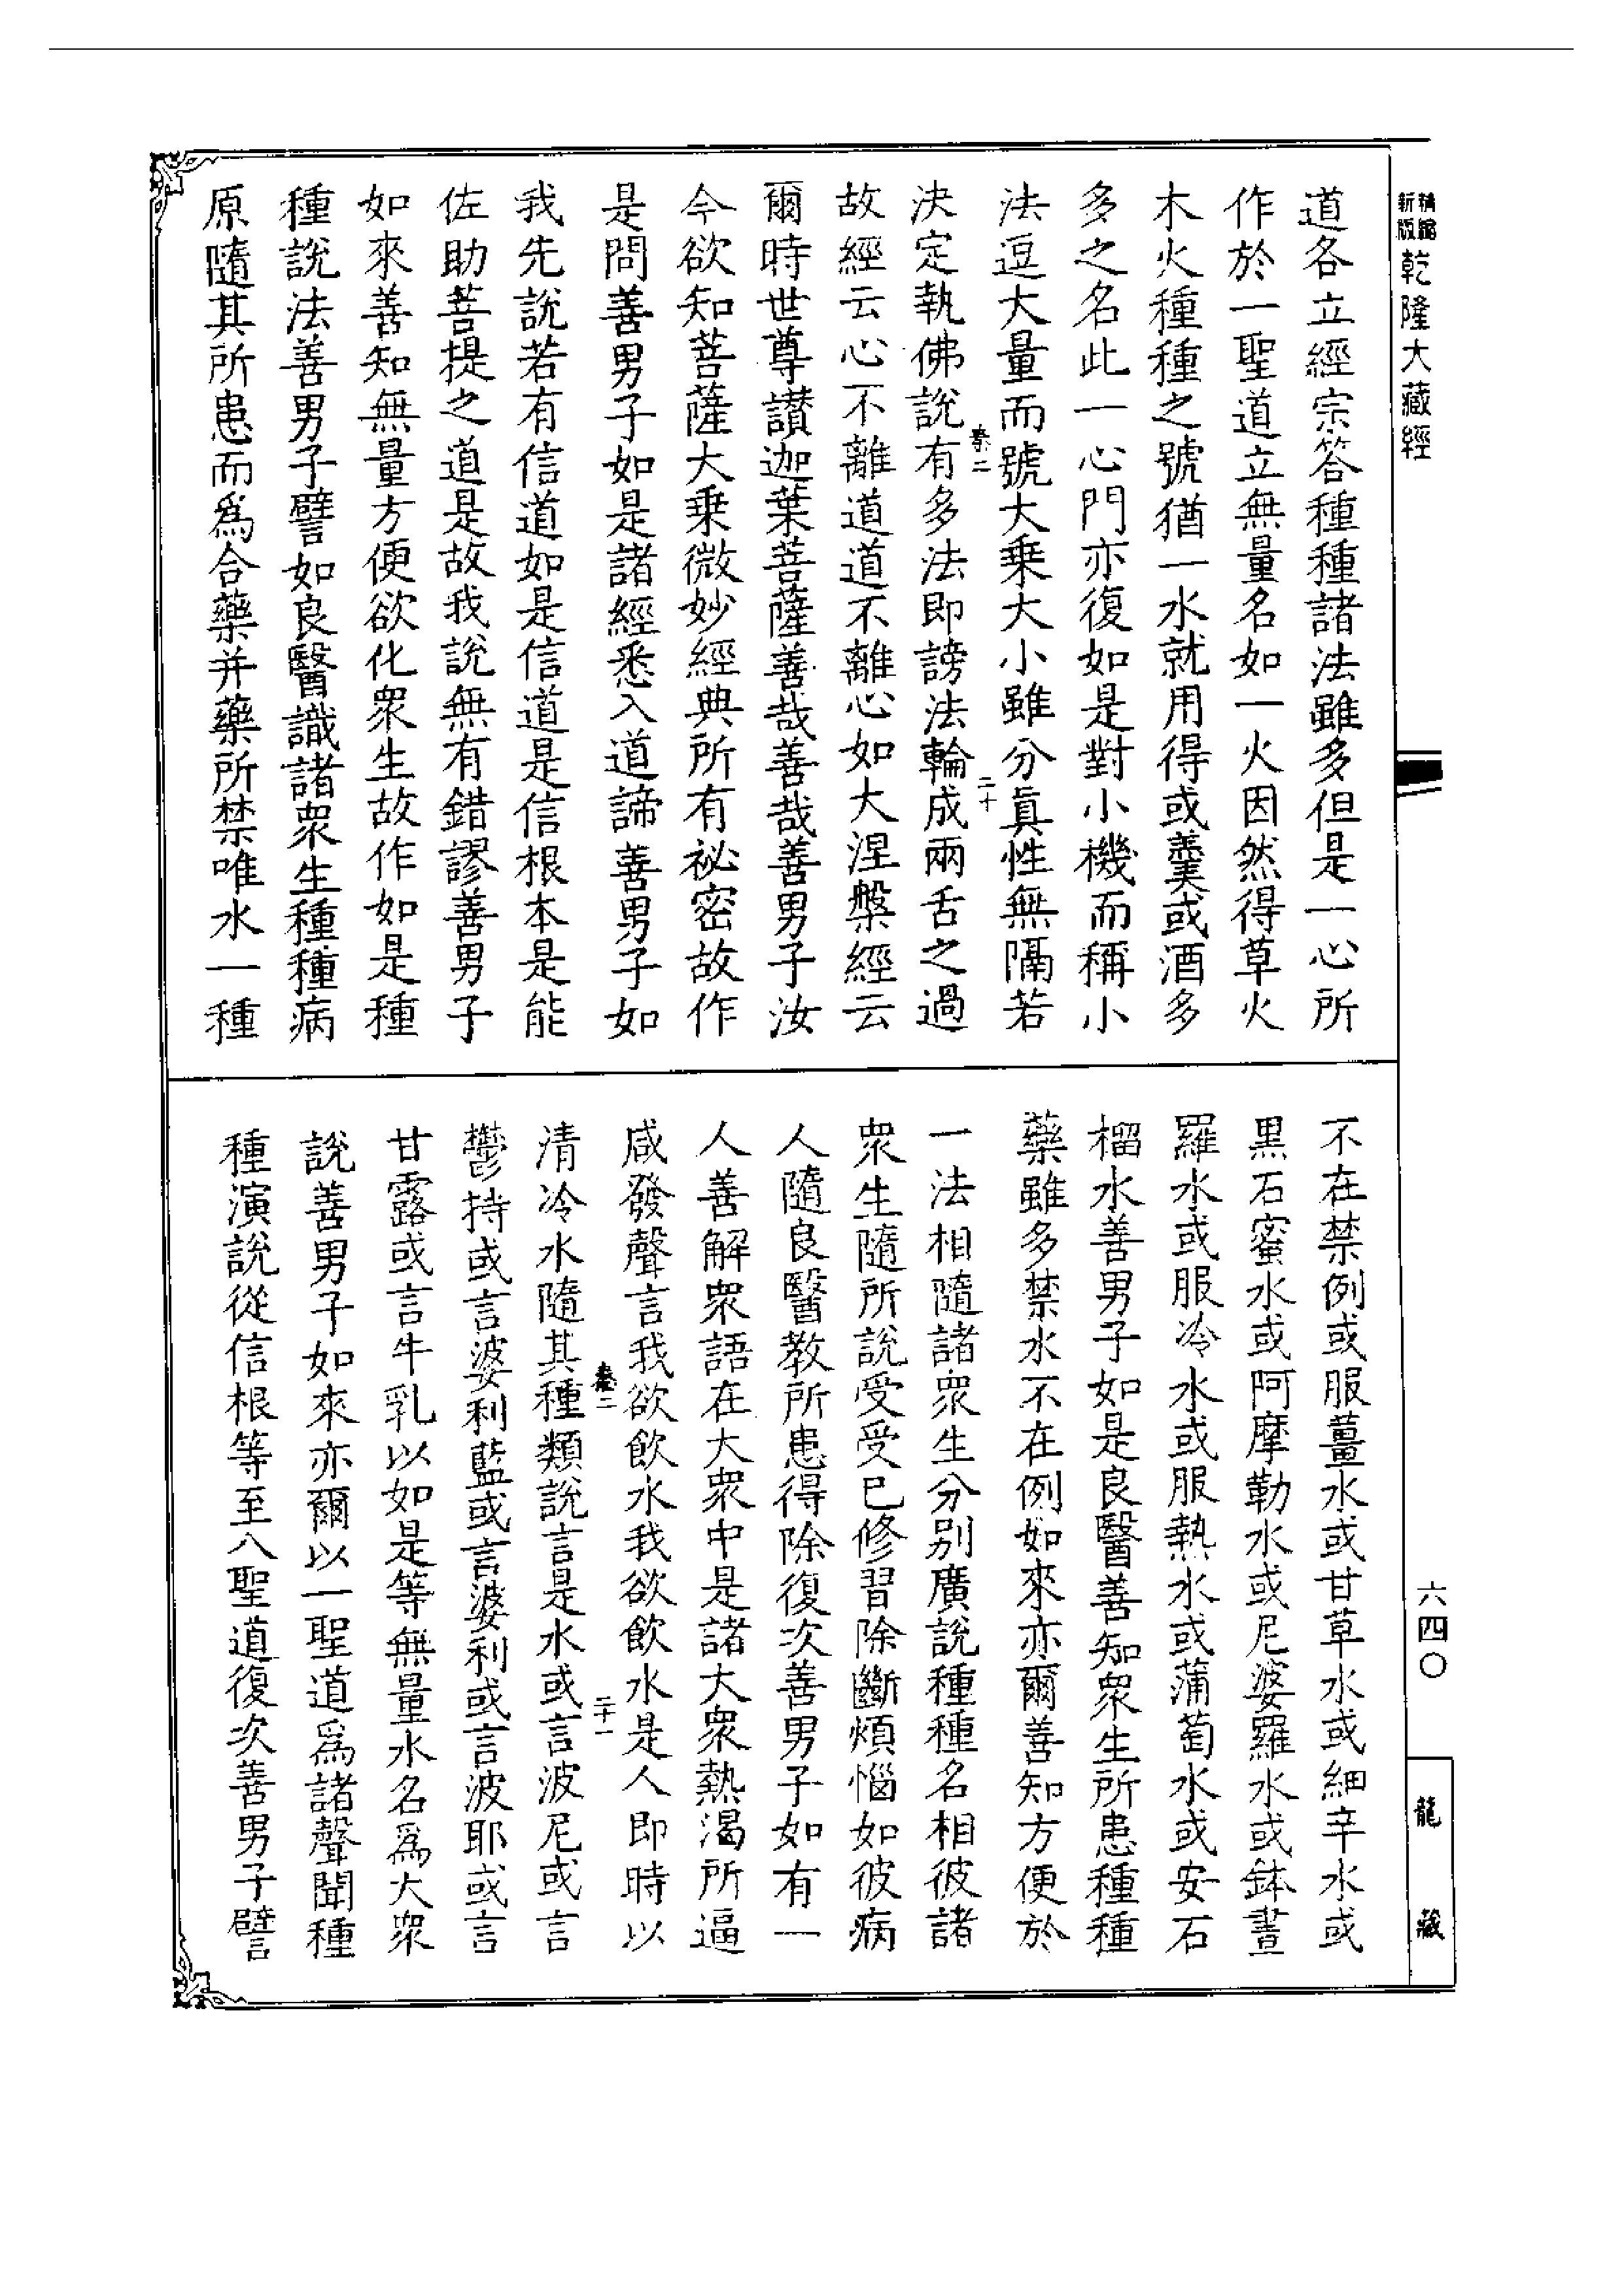 精縮新版乾隆大藏經
道各立經宗答種種諸法雖多但是一心所
作於一聖道立無量名如一火因然得草火
木火種種之號猶一水就用得或羹或酒多
多之名此一心門亦復如是對小機而稱小
法逗大量而號大乗大小雖分眞性無隔若
決定執佛說有多法即謗法輪成兩舌之過
故經云心不離道道不離心如大涅槃經云
爾時世尊讃迦葉菩薩善哉善哉善男子汝
今欲知菩薩大乗微妙經典所有祕密故作
是問善男子如是諸經悉入道諦善男子如
我先說若有信道如是信道是信根本是能
佐助菩提之道是故我說無有錯謬善男子
如來善知無量方便欲化衆生故作如是種
種說法善男子譬如良醫識諸衆生種種病
原隨其所患而爲合藥并藥所禁唯水一種
不在禁例或服薑水或甘草水或細辛水或
黒石蜜水或阿摩勒水或尼婆羅水或鉢晝
羅水或服冷水或服熱水或蒲萄水或安石
榴水善男子如是良醫善知衆生所患種種
藥雖多禁水不在例如來亦爾善知方便於
一法相隨諸衆生分别廣說種種名相彼諸
衆生隨所說受受已修習除斷煩惱如彼病
人隨良醫教所患得除復次善男子如有一
人善解衆語在大衆中是諸大衆熱渴所逼
咸發聲言我欲飲水我欲飲水是人即時以
清冷水隨其種類說言是水或言波尼或言
鬱持或言婆利藍或言婆利或言波耶或言
甘露或言牛乳以如是等無量水名爲大衆
說善男子如來亦爾以一聖道爲諸聲聞種
種演說從信根等至八聖道復次善男子譬
二十
二十一
六四〇
龍藏